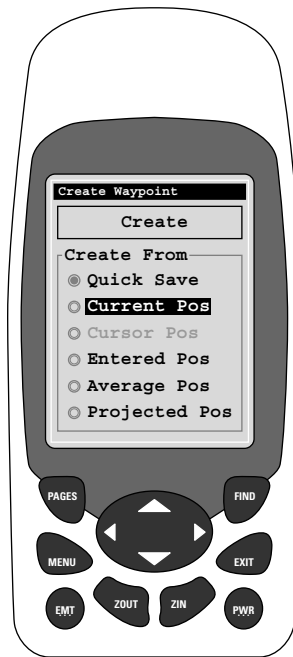 Create Waypoint
Create
Create From
Quick Save
Current Pos
Cursor Pos
Entered Pos
Average Pos
Projected Pos
PAGES
FIND
MENU
EXIT
EMT
ZOUT
ZIN
PWR